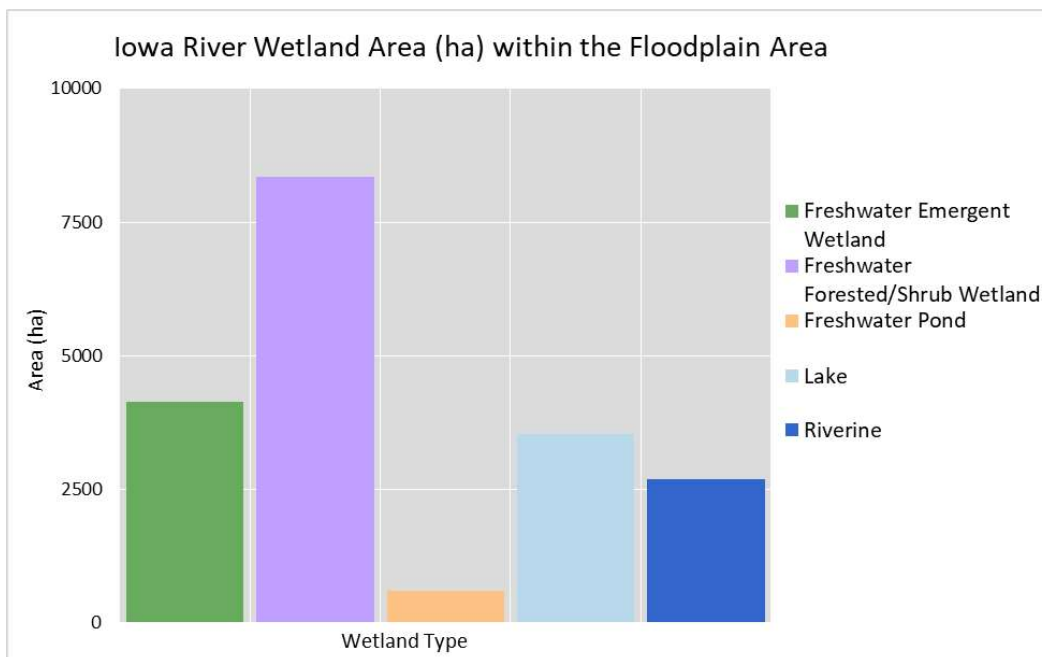 Iowa River Wetland Area (ha) within the Floodplain Area
10000
7500
5000
2500
0
Area (ha)
Wetland Type
Freshwater Emergent
Wetland
Freshwater
Forested/Shrub Wetland
Freshwater Pond
Lake
Riverine